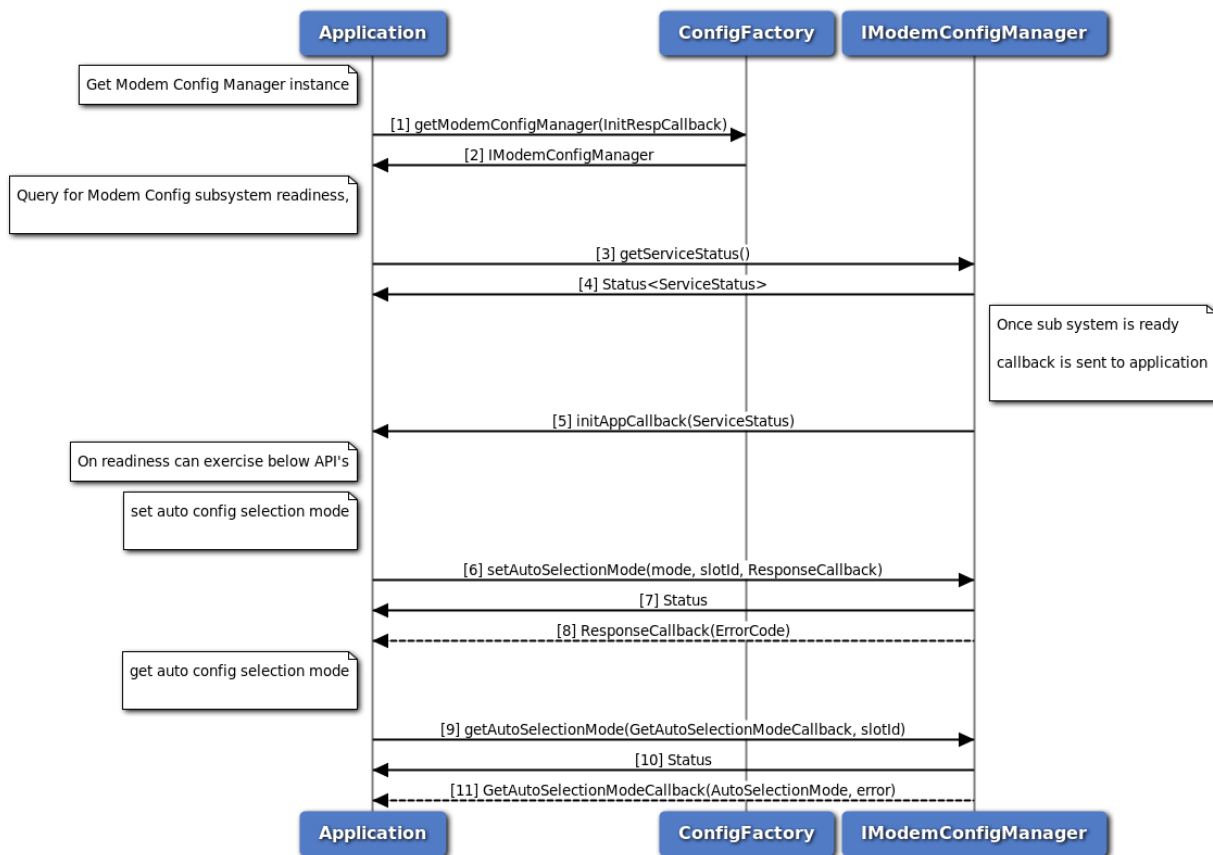 Application ConfigFactory IModemConfigManager
Get Modem Config Manager instance
[1] getModemConfigManager(InitRespCallback)
[2] IModemConfigManager
Query for Modem Config subsystem readiness,
[3] getServiceStatus()
[4] Status<ServiceStatus>
Once sub system is ready
callback is sent to application
[5] initAppCallback(ServiceStatus)
On readiness can exercise below API's
set auto config selection mode
[6] setAutoSelectionMode(mode, slotId, ResponseCallback)
[7] Status
[8] ResponseCallback(ErrorCode)
get auto config selection mode
[9] getAutoSelectionMode(GetAutoSelectionModeCallback, slotId)
[10] Status
[11] GetAutoSelectionModeCallback(AutoSelectionMode, error)
Application ConfigFactory IModemConfigManager